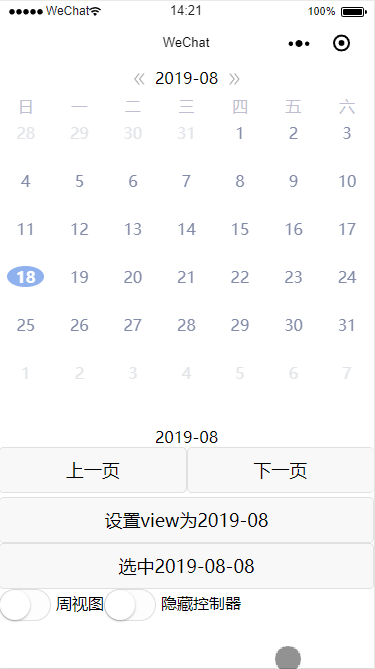 WeChat 14:21 100%
WeChat
2019-08
日 一 二 三 四 五 六
28 29 30 31 1 2 3
4 5 6 7 8 9 10
11 12 13 14 15 16 17
18 19 20 21 22 23 24
25 26 27 28 29 30 31
1 2 3 4 5 6 7
2019-08
上一页 下一页
设置view为2019-08
选中2019-08-08
周视图 隐藏控制器